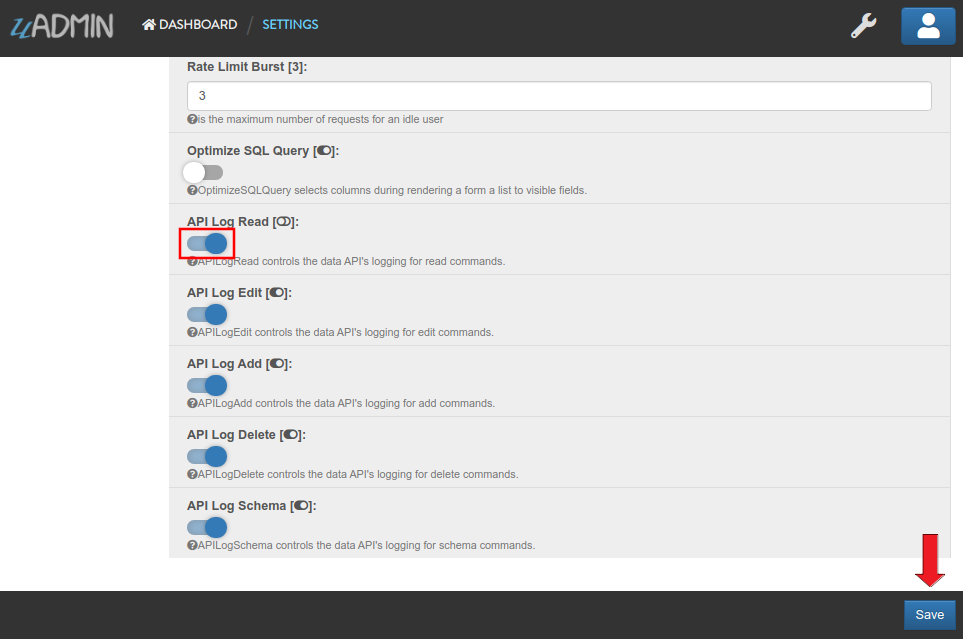 uADMIN
DASHBOARD / SETTINGS
Rate Limit Burst [3]:
3
is the maximum number of requests for an idle user
Optimize SQL Query []:
OptimizeSQLQuery selects columns during rendering a form a list to visible fields.
API Log Read []:
APILogRead controls the data API's logging for read commands.
API Log Edit []:
APILogEdit controls the data API's logging for edit commands.
API Log Add []:
APILogAdd controls the data API's logging for add commands.
API Log Delete []:
APILogDelete controls the data API's logging for delete commands.
API Log Schema []:
APILogSchema controls the data API's logging for schema commands.
Save